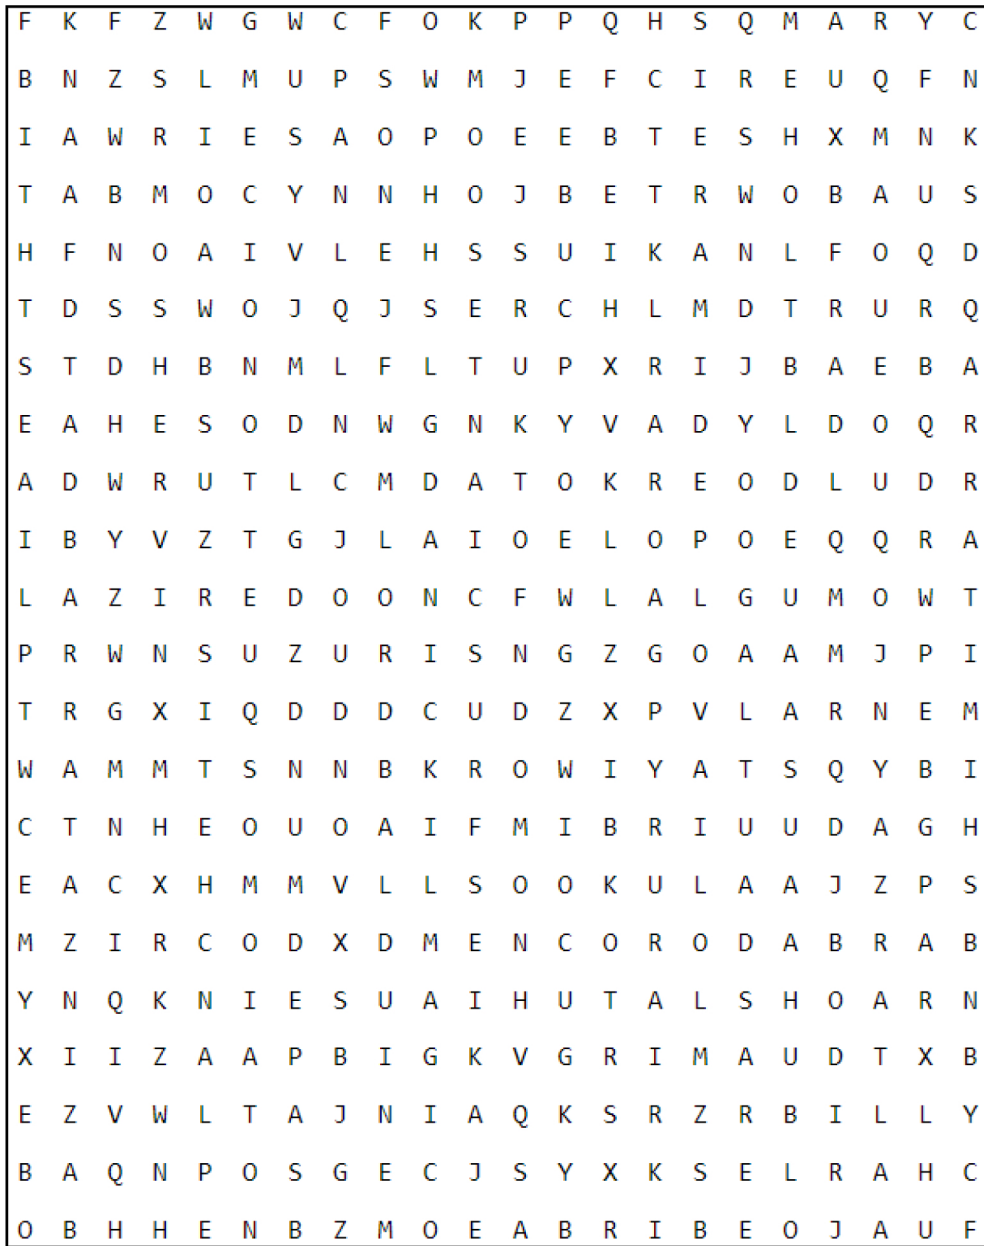 F K F Z W G W C F O K P P Q H S Q M A R Y C
B N Z S L M U P S W M J E F C I R E U Q F N
I A W R I E S A O P O E E B T E S H X M N K
T A B M O C Y N N H O J B E T R W O B A U S
H F N O A I V L E H S S U I K A N L F O Q D
T D S S W O J Q J S E R C H L M D T R U R Q
S T D H B N M L F L T U P X R I J B A E B A
E A H E S O D N W G N K Y V A D Y L D O Q R
A D W R U T L C M D A T O K R E O D L U D R
I B Y V Z T G J L A I O E L O P O E Q Q R A
L A Z I R E D O O N C F W L A L G U M O W T
P R W N S U Z U R I S N G Z G O A A M J P I
T R G X I Q D D D C U D Z X P V L A R N E M
W A M M T S N N B K R O W I Y A T S Q Y B I
C T N H E O U O A I F M I B R I U U D A G H
E A C X H M M V L L S O O K U L A A J Z P S
M Z I R C O D X D M E N C O R O D A B R A B
Y N Q K N I E S U A I H U T A L S H O A R N
X I I Z A A P B I G K V G R I M A U D T X B
E Z V W L T A J N I A Q K S R Z R B I L L Y
B A Q N P O S G E C J S Y X K S E L R A H C
O B H H E N B Z M O E A B R I B E O J A U F